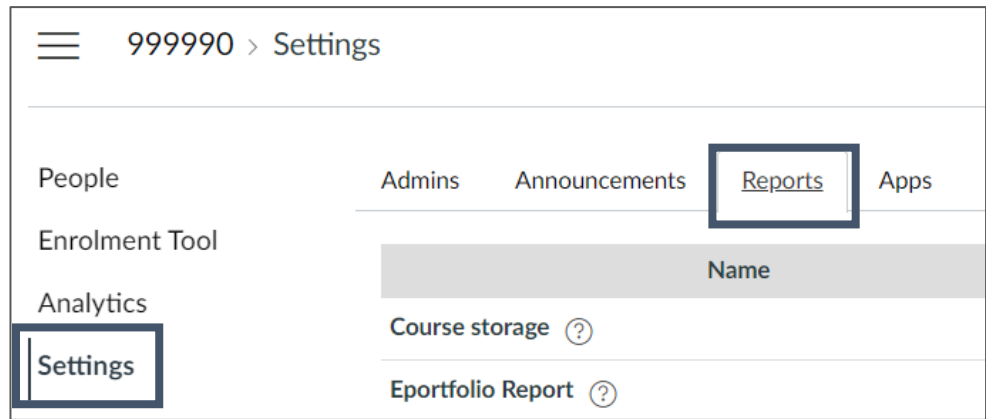 999990 > Settings
People
Enrolment Tool
Analytics
Settings
Admins Announcements Reports Apps
Name
Course storage ?
Eportfolio Report ?